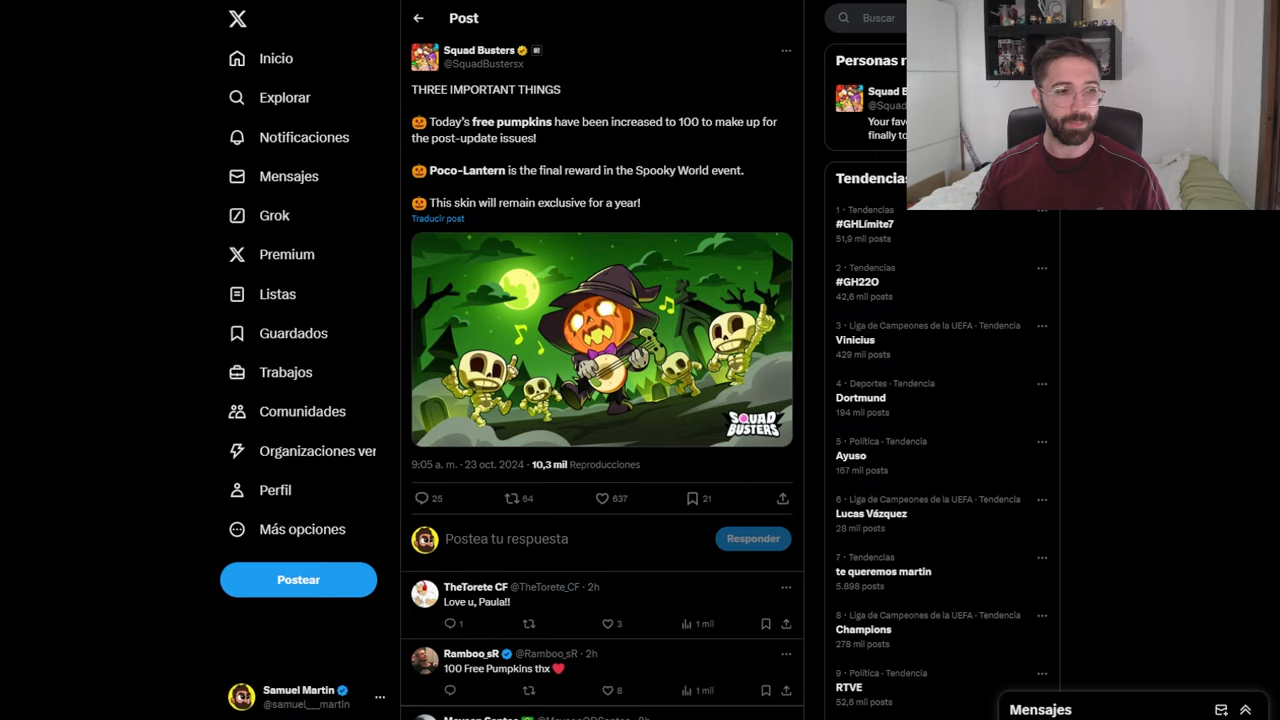 Inicio
Explorar
Notificaciones
Mensajes
Grok
Premium
Listas
Guardados
Trabajos
Comunidades
Organizaciones ver
Perfil
Más opciones
Postear
Samuel Martin
@samuel__martin
Post
Squad Busters
@SquadBustersx
THREE IMPORTANT THINGS
🎃 Today's free pumpkins have been increased to 100 to make up for
the post-update issues!
🎃 Poco-Lantern is the final reward in the Spooky World event.
🎃 This skin will remain exclusive for a year!
Traducir post
SQUAD
BUSTERS
9:05 a. m. · 23 oct. 2024 · 10,3 mil Reproducciones
25
64
637
21
Postea tu respuesta
Responder
TheTorete CF @TheTorete_CF · 2h
Love u, Paula!!
1
3
1 mil
Ramboo_sR @Ramboo_sR · 2h
100 Free Pumpkins thx ❤️
8
1 mil
Buscar
Personas r
Squad B
@Squad
Your fav
finally to
Tendencias
1 · Tendencias
#GHLímite7
51,9 mil posts
2 · Tendencias
#GH22O
42,6 mil posts
3 · Liga de Campeones de la UEFA · Tendencia
Vinicius
429 mil posts
4 · Deportes · Tendencia
Dortmund
194 mil posts
5 · Política · Tendencia
Ayuso
167 mil posts
6 · Liga de Campeones de la UEFA · Tendencia
Lucas Vázquez
28 mil posts
7 · Tendencias
te queremos martin
5.898 posts
8 · Liga de Campeones de la UEFA · Tendencia
Champions
278 mil posts
9 · Política · Tendencia
RTVE
52,6 mil posts
Mensajes